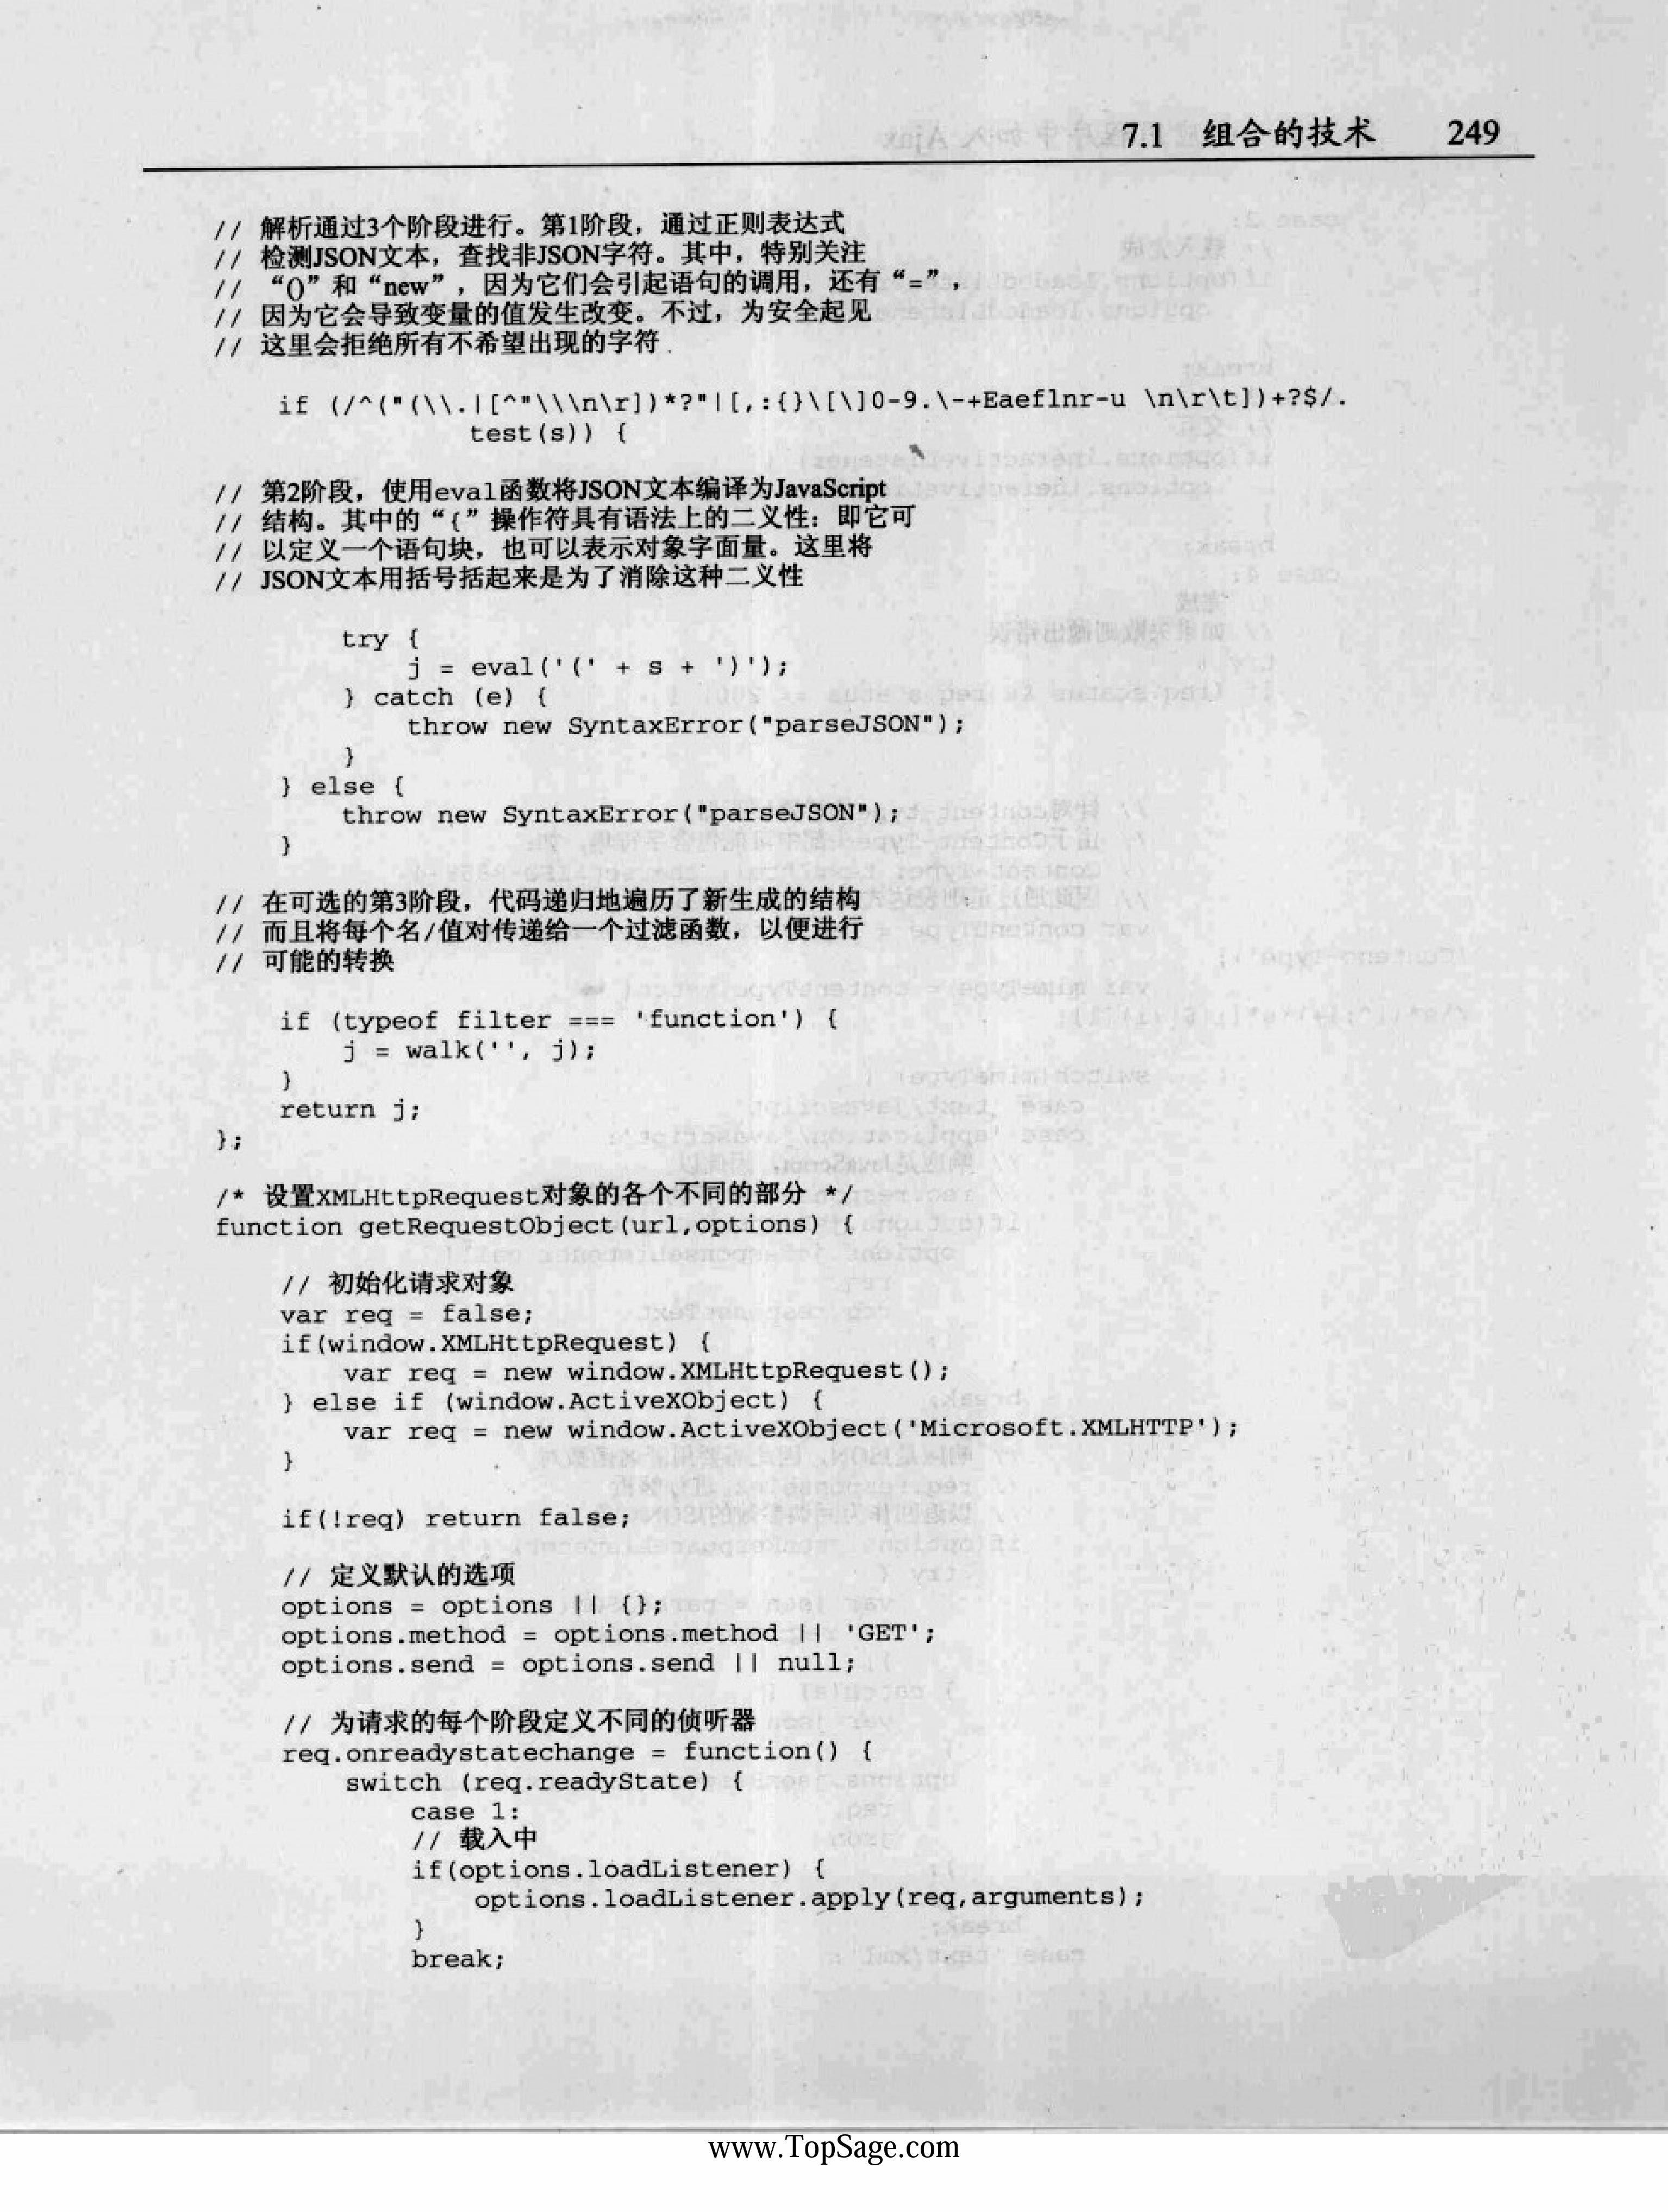 7.1 组合的技术 249
// 解析通过3个阶段进行。第1阶段，通过正则表达式
// 检测JSON文本，查找非JSON字符。其中，特别关注
// “()”和“new”，因为它们会引起语句的调用，还有“=”，
// 因为它会导致变量的值发生改变。不过，为安全起见
// 这里会拒绝所有不希望出现的字符
if (/^("(\\.|[^"\\\n\r])*?"|[,:{}\[\]0-9.\-+Eaeflnr-u \n\r\t])+?$/.
test(s)) {
// 第2阶段，使用eval函数将JSON文本编译为JavaScript
// 结构。其中的“{”操作符具有语法上的二义性：即它可
// 以定义一个语句块，也可以表示对象字面量。这里将
// JSON文本用括号括起来是为了消除这种二义性
try {
j = eval('(' + s + ')');
} catch (e) {
throw new SyntaxError("parseJSON");
}
} else {
throw new SyntaxError("parseJSON");
}
// 在可选的第3阶段，代码递归地遍历了新生成的结构
// 而且将每个名/值对传递给一个过滤函数，以便进行
// 可能的转换
if (typeof filter === 'function') {
j = walk('', j);
}
return j;
};
/* 设置XMLHttpRequest对象的各个不同的部分 */
function getRequestObject(url,options) {
// 初始化请求对象
var req = false;
if(window.XMLHttpRequest) {
var req = new window.XMLHttpRequest();
} else if (window.ActiveXObject) {
var req = new window.ActiveXObject('Microsoft.XMLHTTP');
}
if(!req) return false;
// 定义默认的选项
options = options || {};
options.method = options.method || 'GET';
options.send = options.send || null;
// 为请求的每个阶段定义不同的侦听器
req.onreadystatechange = function() {
switch (req.readyState) {
case 1:
// 载入中
if(options.loadListener) {
options.loadListener.apply(req,arguments);
}
break;
www.TopSage.com